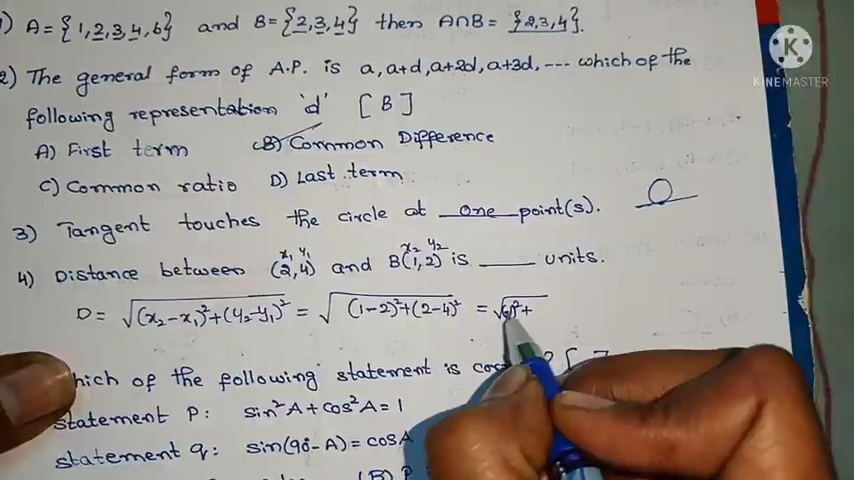 1) A = {1, 2, 3, 4, 6} and B = {2, 3, 4} then A∩B = {2,3,4}.
K
KINEMASTER
2) The general form of A.P. is a, a+d, a+2d, a+3d, --- which of the
following representation 'd' [ B ]
A) First term (B) Common Difference
C) Common ratio D) Last term
3) Tangent touches the circle at one point(s).
x₁ y₁ x₂ y₂
4) Distance between (2,4) and B(1,2) is ____ units.
D = √(x₂-x₁)²+(y₂-y₁)² = √(1-2)²+(2-4)² = √ ²+
hich of the following statement is
statement p: sin²A + cos²A = 1
statement q: sin(90-A) = cosA
(B) P